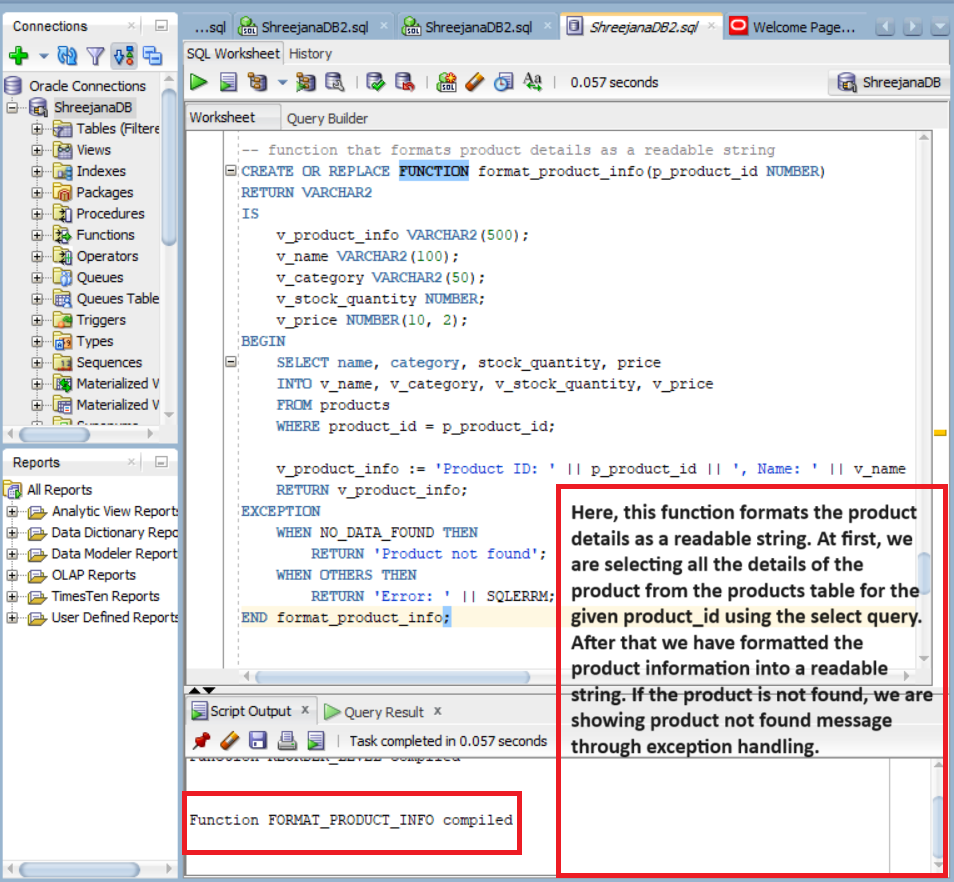 Connections
...sql
ShreejanaDB2.sql
ShreejanaDB2.sql
ShreejanaDB2.sql
Welcome Page...
SQL Worksheet
History
0.057 seconds
ShreejanaDB
Oracle Connections
ShreejanaDB
Tables (Filtere
Views
Indexes
Packages
Procedures
Functions
Operators
Queues
Queues Table
Triggers
Types
Sequences
Materialized V
Materialized V
Reports
All Reports
Analytic View Reports
Data Dictionary Repo
Data Modeler Report
OLAP Reports
TimesTen Reports
User Defined Reports
Worksheet
Query Builder
-- function that formats product details as a readable string
CREATE OR REPLACE FUNCTION format_product_info(p_product_id NUMBER)
RETURN VARCHAR2
IS
v_product_info VARCHAR2(500);
v_name VARCHAR2(100);
v_category VARCHAR2(50);
v_stock_quantity NUMBER;
v_price NUMBER(10, 2);
BEGIN
SELECT name, category, stock_quantity, price
INTO v_name, v_category, v_stock_quantity, v_price
FROM products
WHERE product_id = p_product_id;
v_product_info := 'Product ID: ' || p_product_id || ', Name: ' || v_name
RETURN v_product_info;
EXCEPTION
WHEN NO_DATA_FOUND THEN
RETURN 'Product not found';
WHEN OTHERS THEN
RETURN 'Error: ' || SQLERRM;
END format_product_info;
Here, this function formats the product
details as a readable string. At first, we
are selecting all the details of the
product from the products table for the
given product_id using the select query.
After that we have formatted the
product information into a readable
string. If the product is not found, we are
showing product not found message
through exception handling.
Script Output
Query Result
Task completed in 0.057 seconds
Function REORDER_LEVEL compiled
Function FORMAT_PRODUCT_INFO compiled